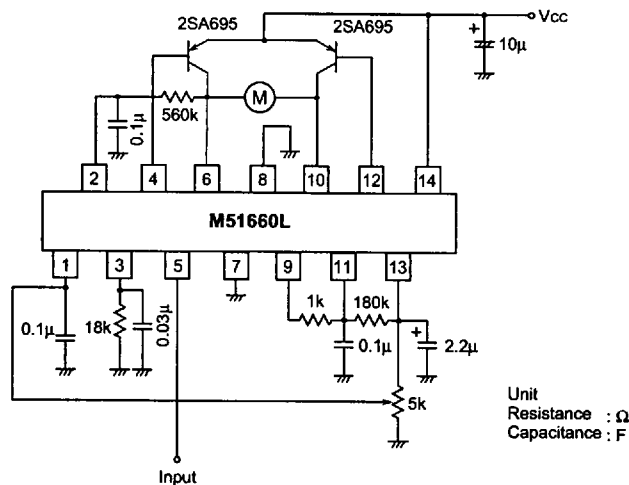 2SA695
2SA695
Vcc
+
10μ
M
560k
0.1μ
2
4
6
8
10
12
14
M51660L
1
3
5
7
9
11
13
0.1μ
18k
0.03μ
1k
180k
+
0.1μ
2.2μ
5k
Input
Unit
Resistance : Ω
Capacitance : F